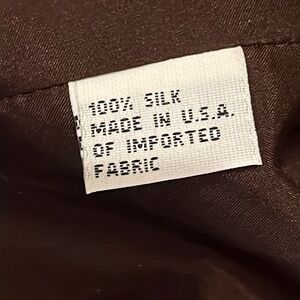 100% SILK
MADE IN U.S.A.
OF IMPORTED
FABRIC